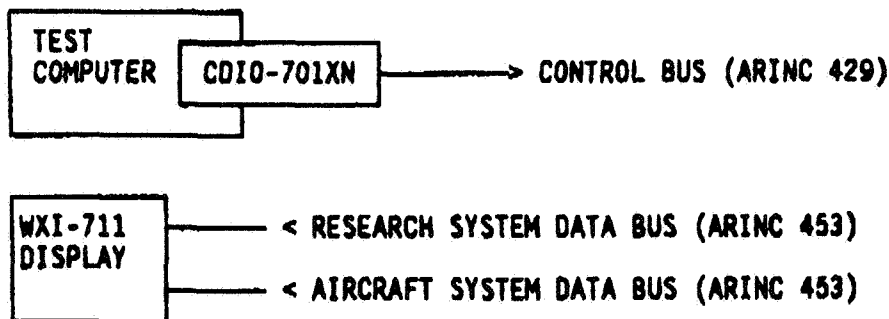 TEST
COMPUTER
CDIO-701XN
> CONTROL BUS (ARINC 429)
WXI-711
DISPLAY
< RESEARCH SYSTEM DATA BUS (ARINC 453)
< AIRCRAFT SYSTEM DATA BUS (ARINC 453)